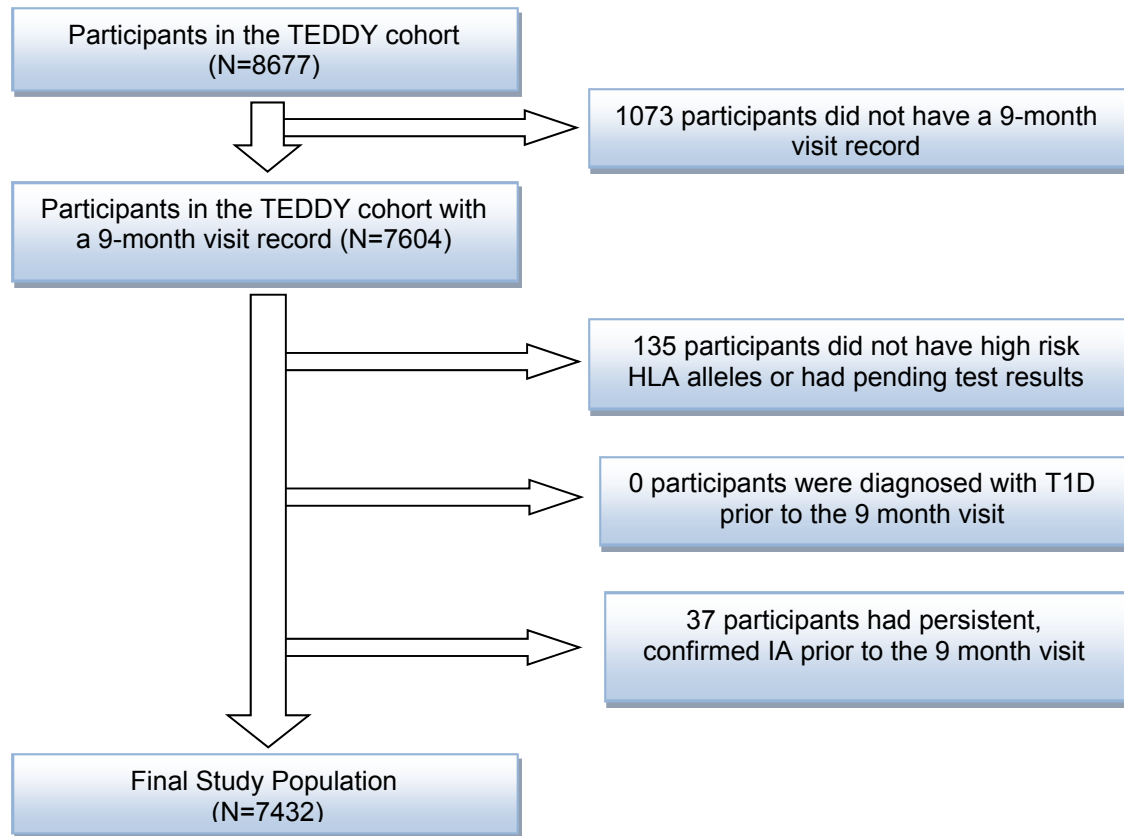 Participants in the TEDDY cohort
(N=8677)
1073 participants did not have a 9-month
visit record
Participants in the TEDDY cohort with
a 9-month visit record (N=7604)
135 participants did not have high risk
HLA alleles or had pending test results
0 participants were diagnosed with T1D
prior to the 9 month visit
37 participants had persistent,
confirmed IA prior to the 9 month visit
Final Study Population
(N=7432)